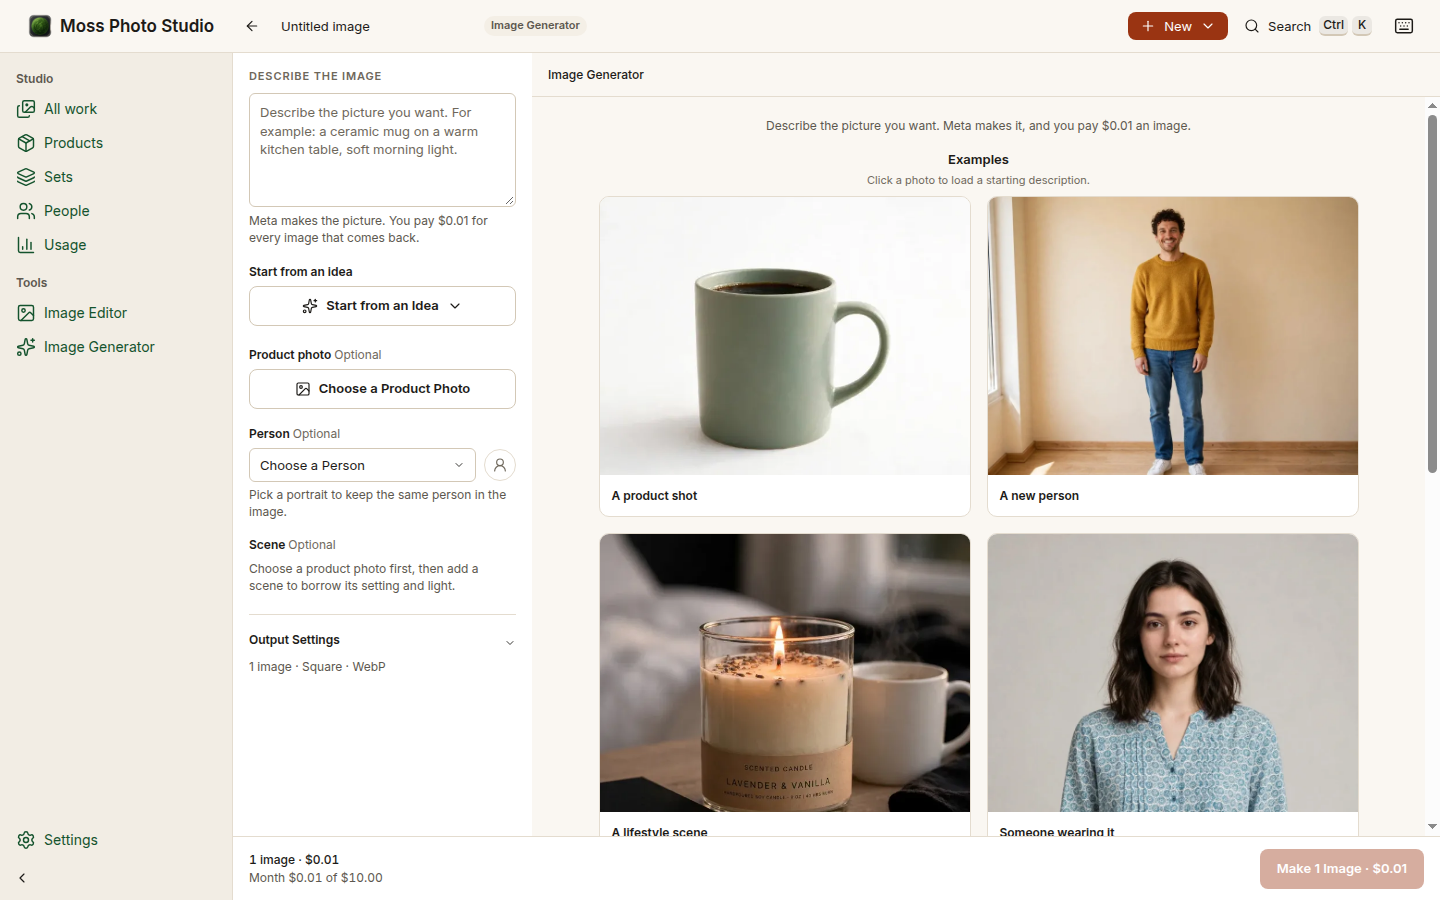 Moss Photo Studio
Untitled image
Image Generator
New
Search
Ctrl
K
Studio
All work
Products
Sets
People
Usage
Tools
Image Editor
Image Generator
Settings
DESCRIBE THE IMAGE
Describe the picture you want. For
example: a ceramic mug on a warm
kitchen table, soft morning light.
Meta makes the picture. You pay $0.01 for
every image that comes back.
Start from an idea
Start from an Idea
Product photo Optional
Choose a Product Photo
Person Optional
Choose a Person
Pick a portrait to keep the same person in the
image.
Scene Optional
Choose a product photo first, then add a
scene to borrow its setting and light.
Output Settings
1 image · Square · WebP
Image Generator
Describe the picture you want. Meta makes it, and you pay $0.01 an image.
Examples
Click a photo to load a starting description.
A product shot
A new person
SCENTED CANDLE
LAVENDER & VANILLA
A lifestyle scene
Someone wearing it
1 image · $0.01
Month $0.01 of $10.00
Make 1 Image · $0.01